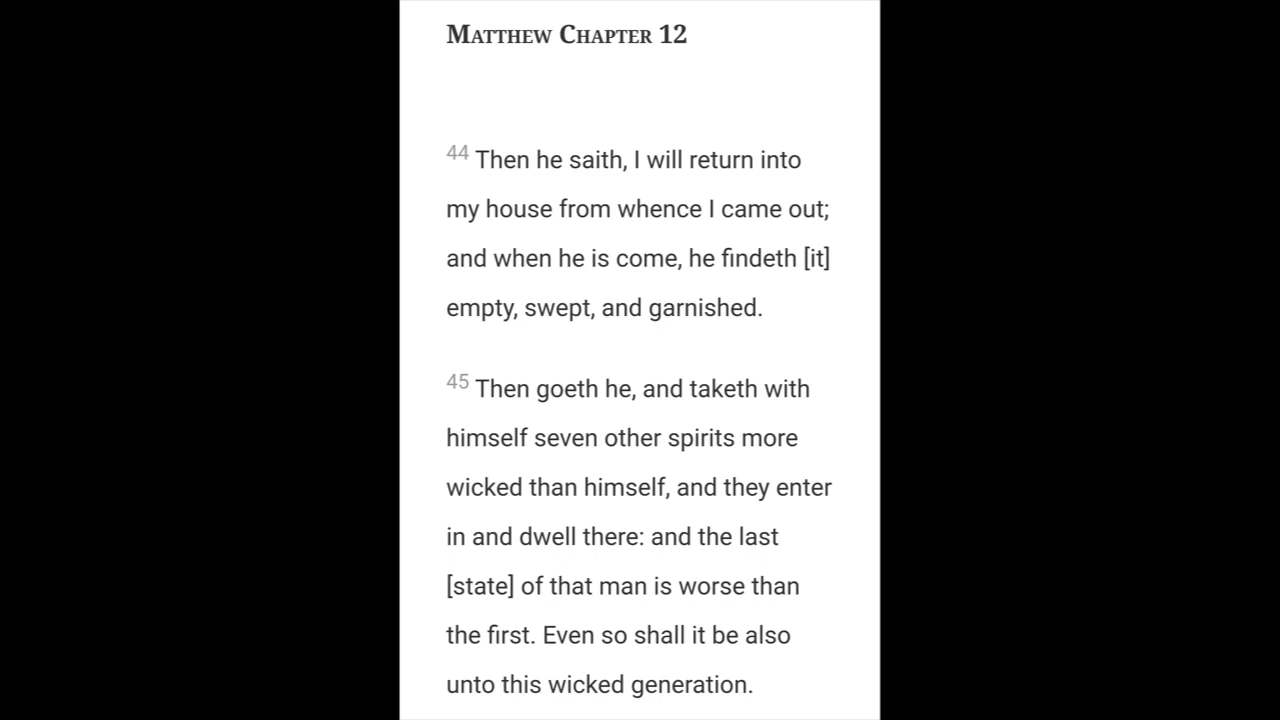 Matthew Chapter 12
44 Then he saith, I will return into
my house from whence I came out;
and when he is come, he findeth [it]
empty, swept, and garnished.
45 Then goeth he, and taketh with
himself seven other spirits more
wicked than himself, and they enter
in and dwell there: and the last
[state] of that man is worse than
the first. Even so shall it be also
unto this wicked generation.